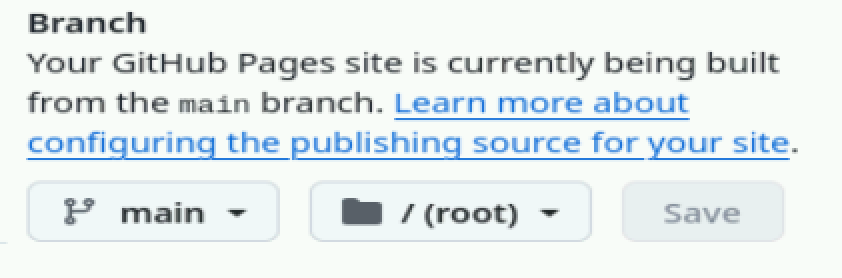 Branch
Your GitHub Pages site is currently being built
from the main branch. Learn more about
configuring the publishing source for your site.
main / (root) Save